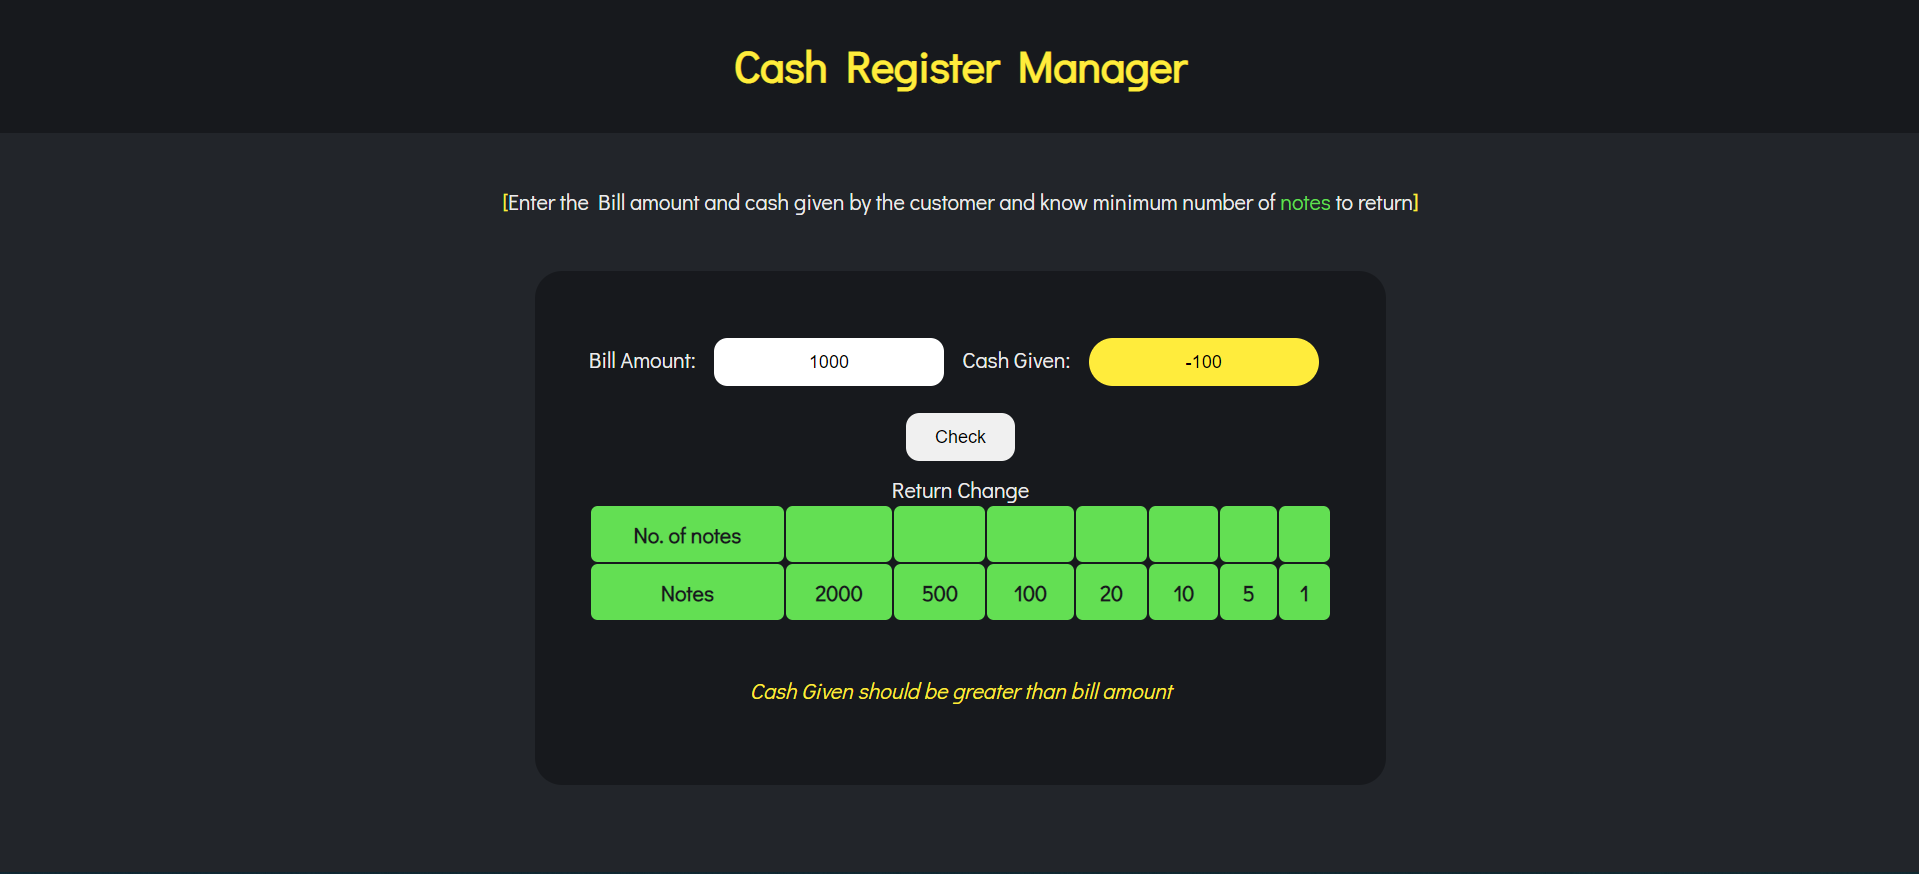 Cash Register Manager
[Enter the Bill amount and cash given by the customer and know minimum number of notes to return]
Bill Amount: 1000 Cash Given: -100
Check
Return Change
No. of notes
Notes 2000 500 100 20 10 5 1
Cash Given should be greater than bill amount